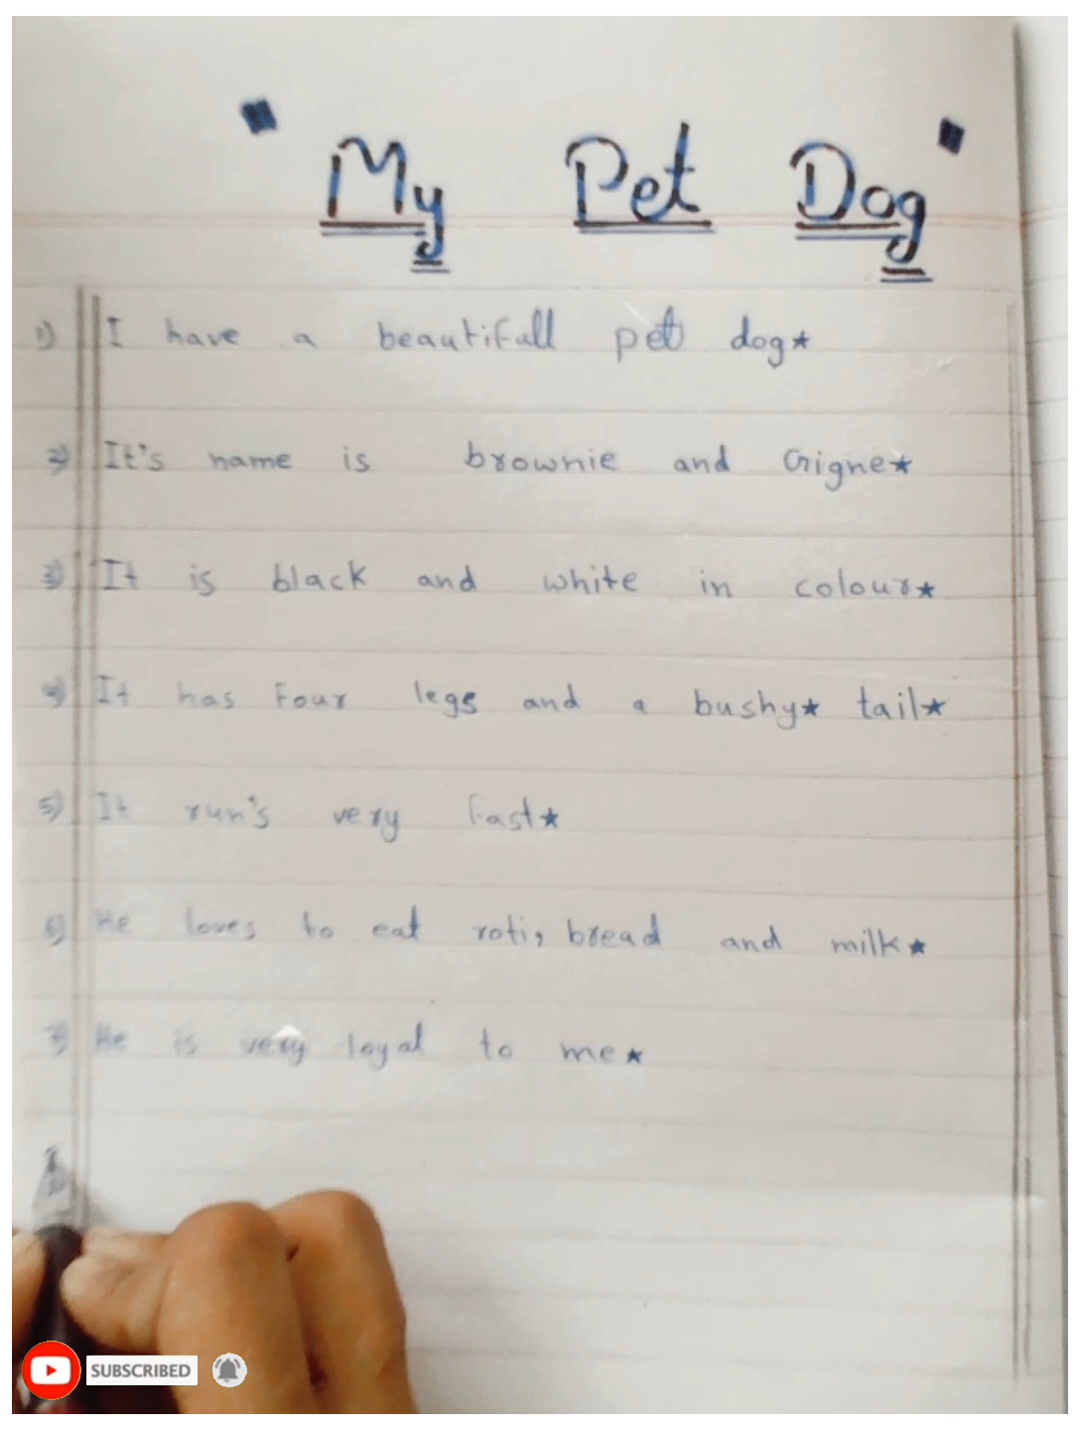 " My Pet Dog "
1) I have a beautifull pet dog★
2) It's name is brownie and Gigne★
3) It is black and white in colour★
4) It has Four legs and a bushy★ tail★
5) It run's very fast★
6) He loves to eat roti, bread and milk★
7) He is very loyal to me★
SUBSCRIBED